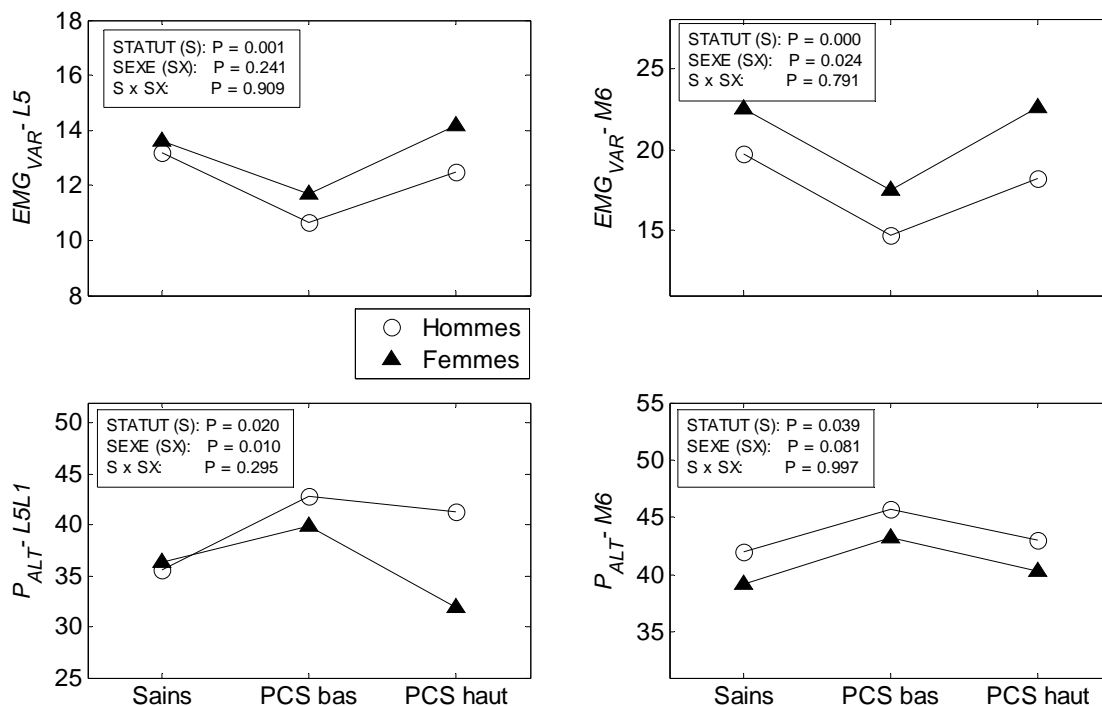 18
16
14
12
10
8
EMG_VAR- L5
STATUT (S): P = 0.001
SEXE (SX): P = 0.241
S x SX: P = 0.909
25
20
15
EMG_VAR- M6
STATUT (S): P = 0.000
SEXE (SX): P = 0.024
S x SX: P = 0.791
Hommes
Femmes
50
45
40
35
30
25
P_ALT- L5L1
STATUT (S): P = 0.020
SEXE (SX): P = 0.010
S x SX: P = 0.295
Sains PCS bas PCS haut
55
50
45
40
35
P_ALT- M6
STATUT (S): P = 0.039
SEXE (SX): P = 0.081
S x SX: P = 0.997
Sains PCS bas PCS haut